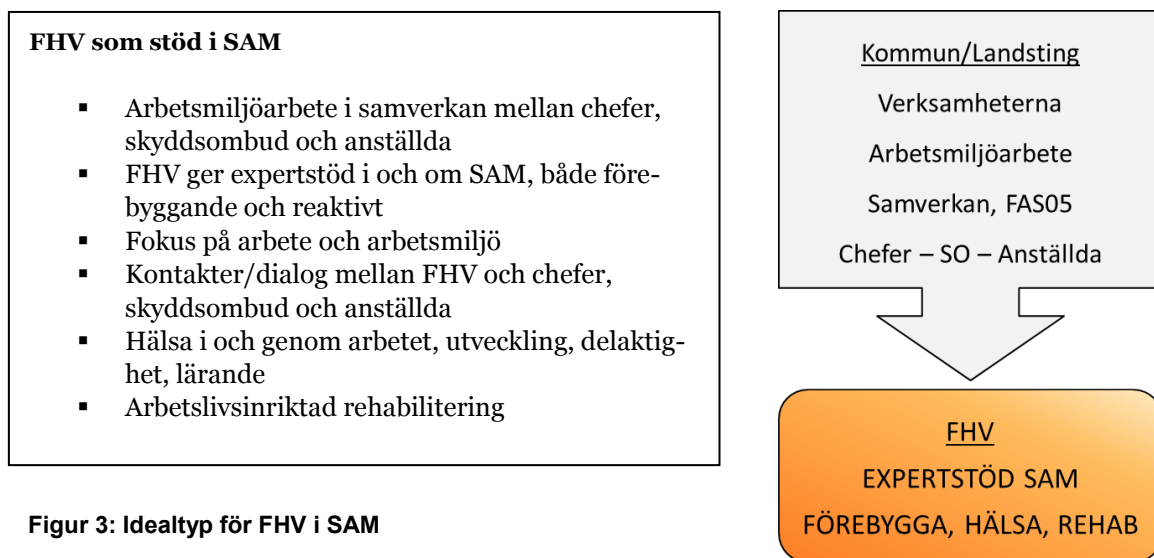 FHV som stöd i SAM
▪ Arbetsmiljöarbete i samverkan mellan chefer,
skyddsombud och anställda
▪ FHV ger expertstöd i och om SAM, både före-
byggande och reaktivt
▪ Fokus på arbete och arbetsmiljö
▪ Kontakter/dialog mellan FHV och chefer,
skyddsombud och anställda
▪ Hälsa i och genom arbetet, utveckling, delaktig-
het, lärande
▪ Arbetslivsinriktad rehabilitering
Figur 3: Idealtyp för FHV i SAM
Kommun/Landsting
Verksamheterna
Arbetsmiljöarbete
Samverkan, FAS05
Chefer – SO – Anställda
FHV
EXPERTSTÖD SAM
FÖREBYGGA, HÄLSA, REHAB